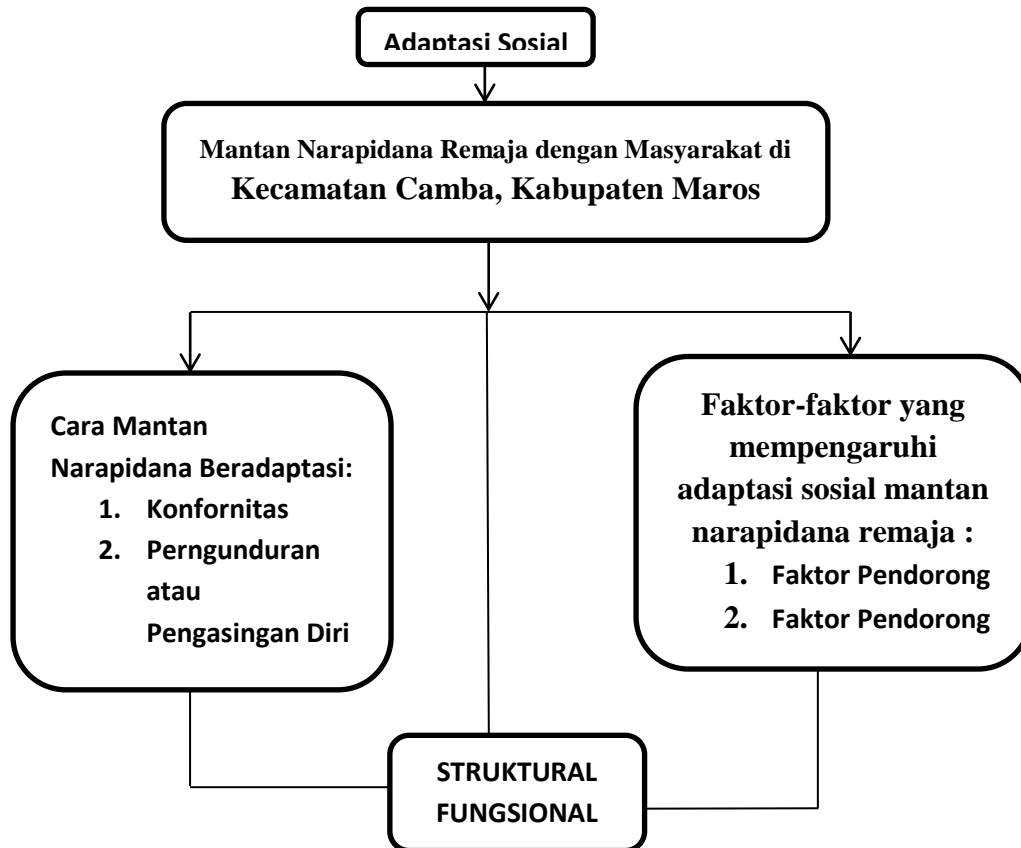 Adaptasi Sosial
Mantan Narapidana Remaja dengan Masyarakat di
Kecamatan Camba, Kabupaten Maros
Cara Mantan
Narapidana Beradaptasi:
1. Konfornitas
2. Perngunduran
atau
Pengasingan Diri
Faktor-faktor yang
mempengaruhi
adaptasi sosial mantan
narapidana remaja :
1. Faktor Pendorong
2. Faktor Pendorong
STRUKTURAL
FUNGSIONAL